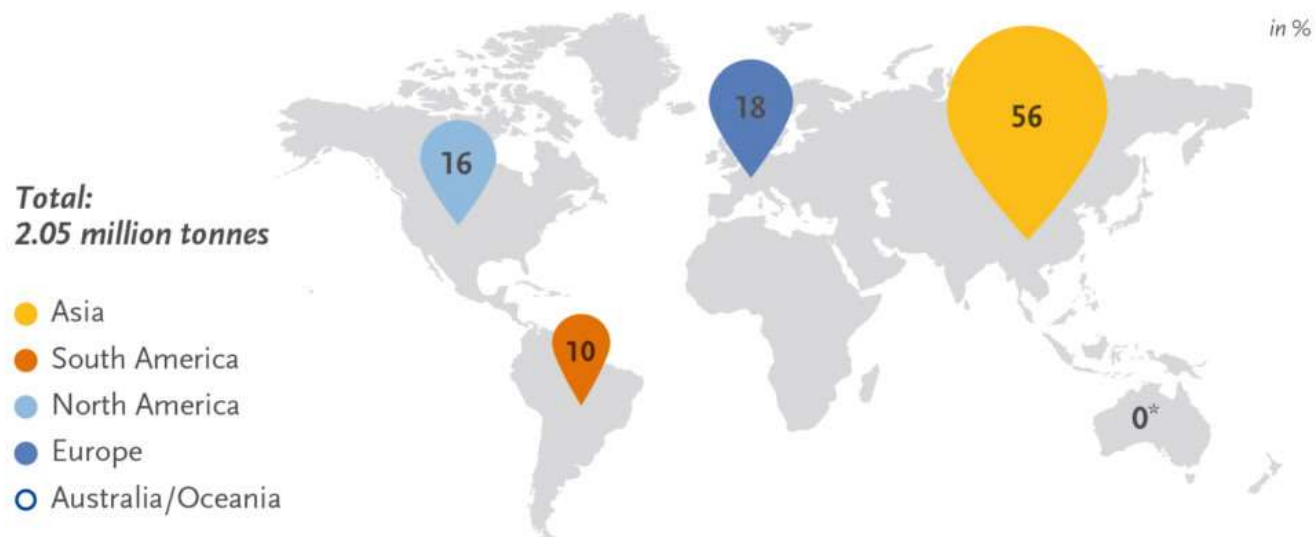 in %
18
56
16
Total:
2.05 million tonnes
Asia
10
South America
North America
0*
Europe
Australia/Oceania